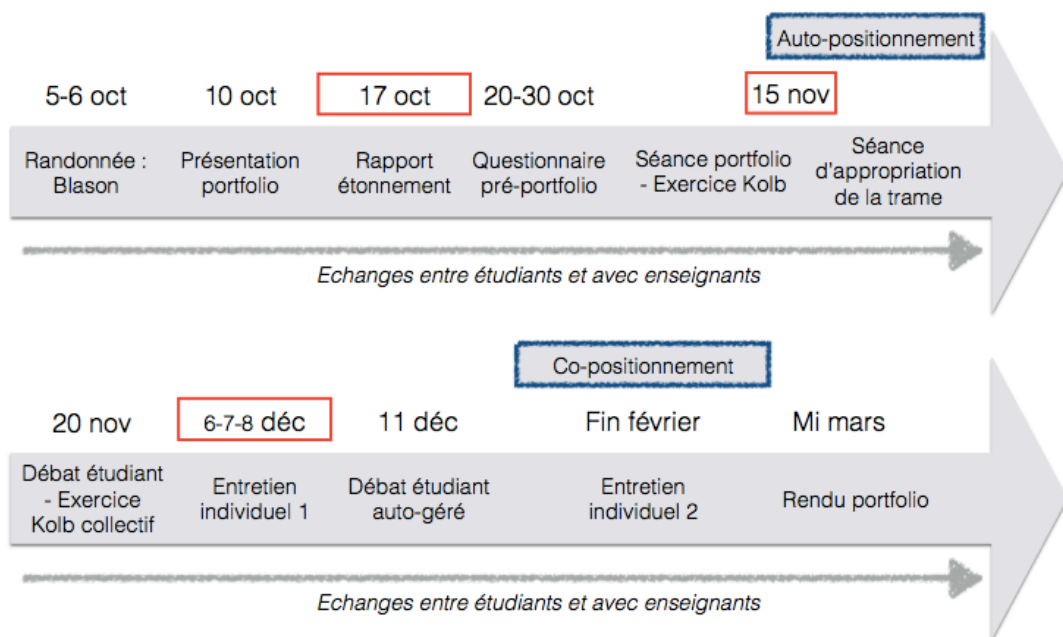 Auto-positionnement
5-6 oct
10 oct
17 oct
20-30 oct
15 nov
Randonnée :
Blason
Présentation
portfolio
Rapport
étonnement
Questionnaire
pré-portfolio
Séance portfolio
- Exercice Kolb
Séance
d'appropriation
de la trame
Echanges entre étudiants et avec enseignants
Co-positionnement
20 nov
6-7-8 déc
11 déc
Fin février
Mi mars
Débat étudiant
- Exercice
Kolb collectif
Entretien
individuel 1
Débat étudiant
auto-géré
Entretien
individuel 2
Rendu portfolio
Echanges entre étudiants et avec enseignants